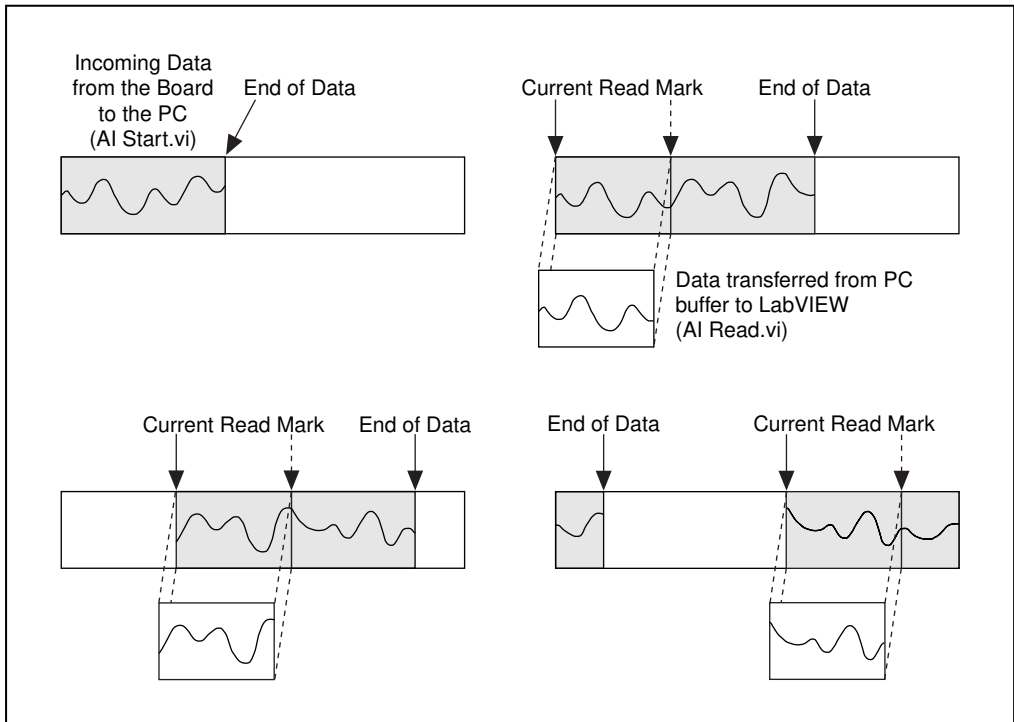 Incoming Data
from the Board
to the PC
(AI Start.vi)
End of Data
Current Read Mark
End of Data
Data transferred from PC
buffer to LabVIEW
(AI Read.vi)
Current Read Mark
End of Data
End of Data
Current Read Mark